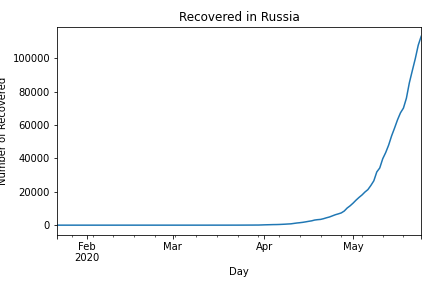 Recovered in Russia
Number of Recovered
100000
80000
60000
40000
20000
0
Feb
2020
Mar
Apr
May
Day